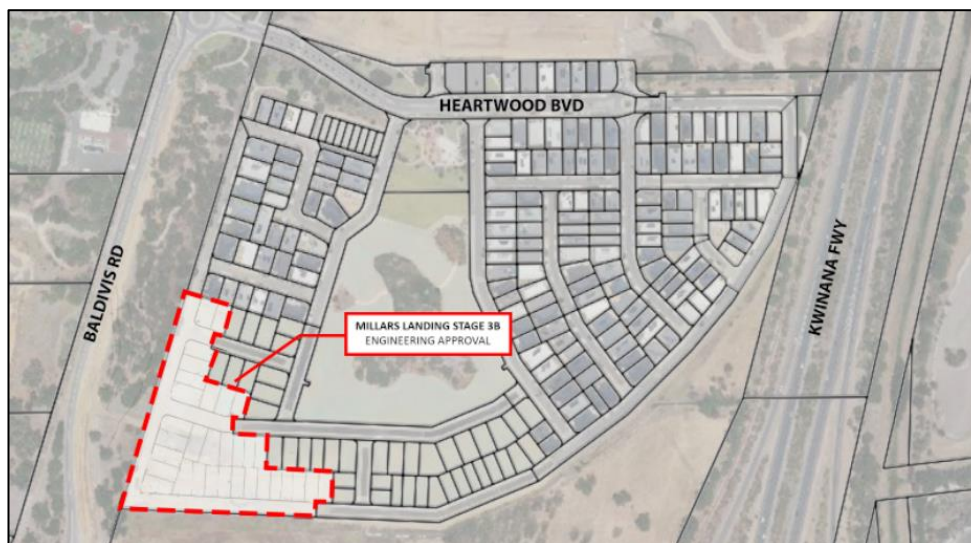 HEARTWOOD BVD
BALDIVIS RD
KWINANA FWY
MILLARS LANDING STAGE 3B
ENGINEERING APPROVAL